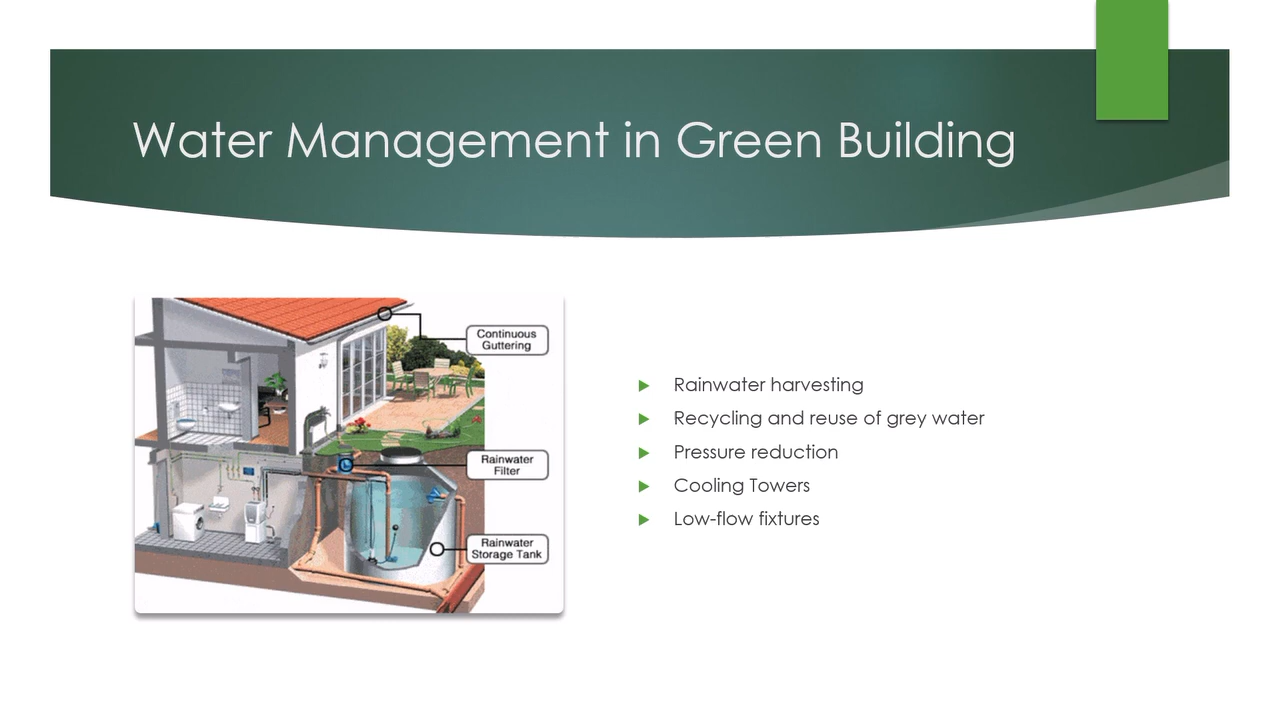 Water Management in Green Building
Continuous
Guttering
Rainwater
Filter
Rainwater
Storage Tank
Rainwater harvesting
Recycling and reuse of grey water
Pressure reduction
Cooling Towers
Low-flow fixtures